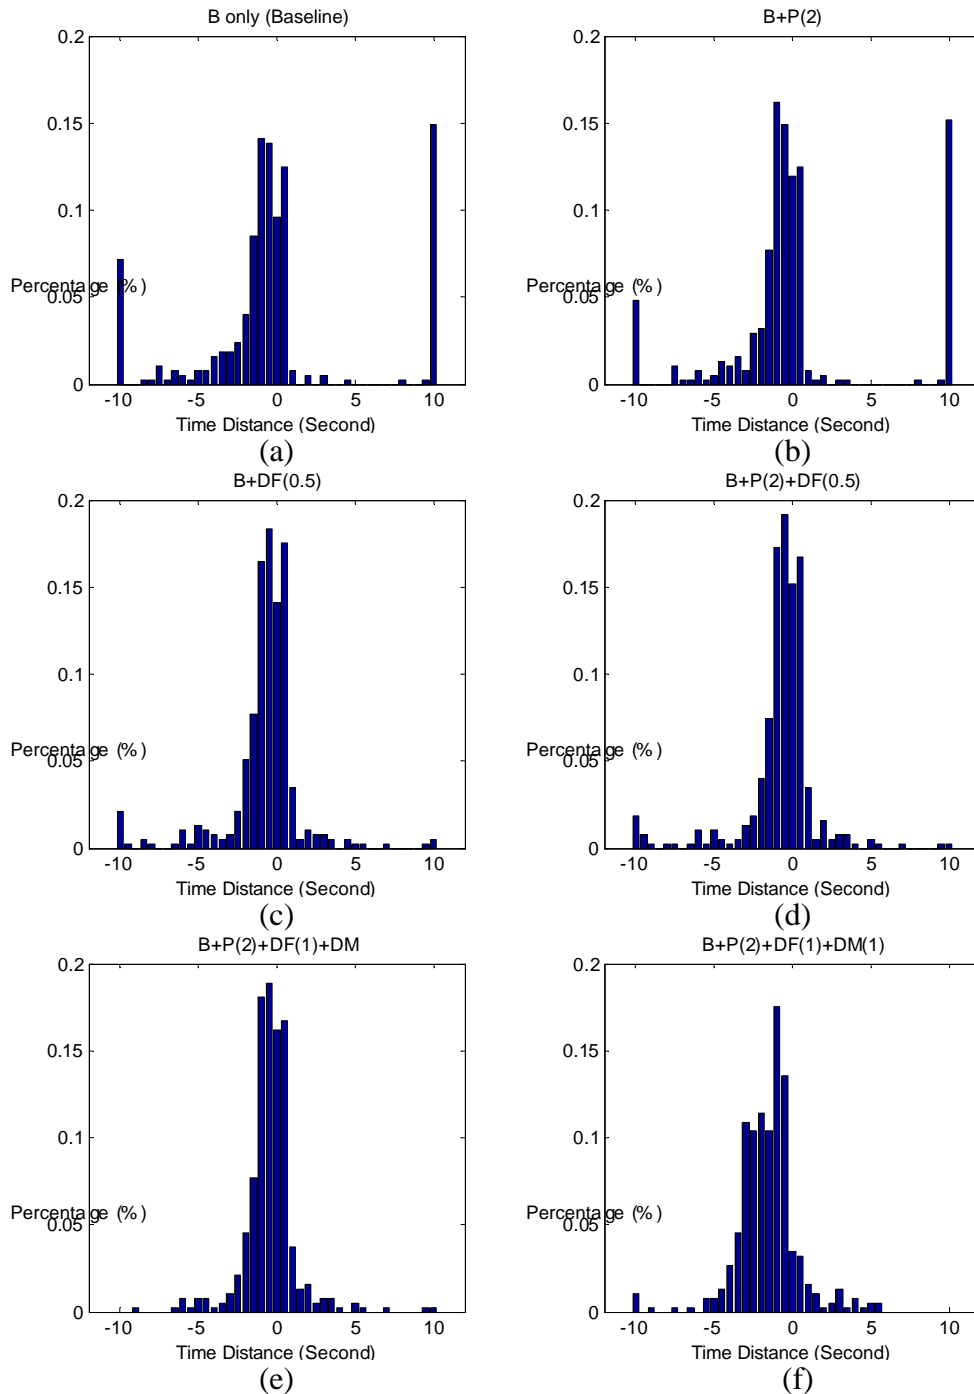 B only (Baseline)
0.2
0.15
0.1
0.05
0
Percentage (%)
-10 -5 0 5 10
Time Distance (Second)
(a)
B+P(2)
0.2
0.15
0.1
0.05
0
Percentage (%)
-10 -5 0 5 10
Time Distance (Second)
(b)
B+DF(0.5)
0.2
0.15
0.1
0.05
0
Percentage (%)
-10 -5 0 5 10
Time Distance (Second)
(c)
B+P(2)+DF(0.5)
0.2
0.15
0.1
0.05
0
Percentage (%)
-10 -5 0 5 10
Time Distance (Second)
(d)
B+P(2)+DF(1)+DM
0.2
0.15
0.1
0.05
0
Percentage (%)
-10 -5 0 5 10
Time Distance (Second)
(e)
B+P(2)+DF(1)+DM(1)
0.2
0.15
0.1
0.05
0
Percentage (%)
-10 -5 0 5 10
Time Distance (Second)
(f)